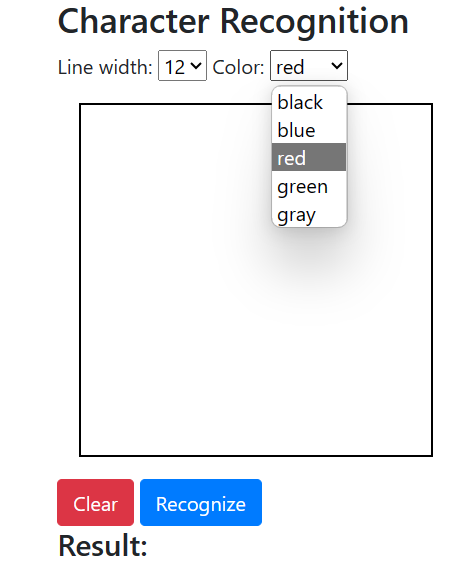 Character Recognition
Line width: 12 Color: red
black
blue
red
green
gray
Clear Recognize
Result: